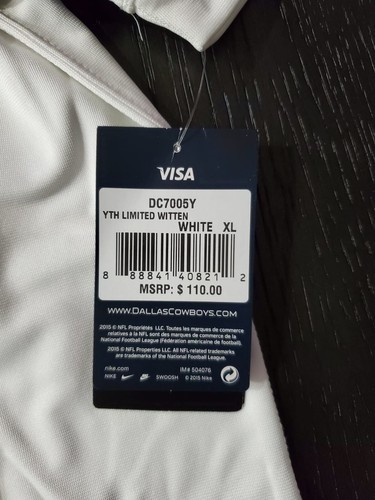 VISA
DC7005Y
YTH LIMITED WITTEN
WHITE XL
8 88841 40821 2
MSRP: $ 110.00
WWW.DALLASCOWBOYS.COM
2015 © NFL Propriétés LLC. Toutes les marques de commerce
relatives à la NFL sont des marques de commerce de la
National Football League (Fédération américaine de football).
2015 © NFL Properties LLC. All NFL related trademarks
are trademarks of the National Football League.
nike.com IM# 504076
NIKE SWOOSH © 2015 Nike